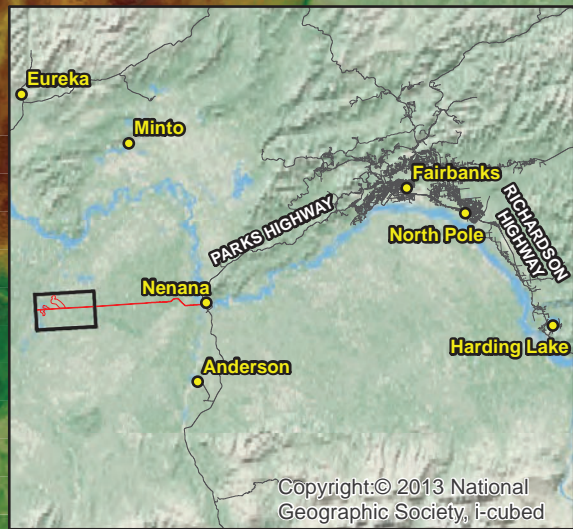 Eureka
Minto
Fairbanks
PARKS HIGHWAY
North Pole
RICHARDSON
HIGHWAY
Nenana
Harding Lake
Anderson
Copyright:© 2013 National
Geographic Society, i-cubed